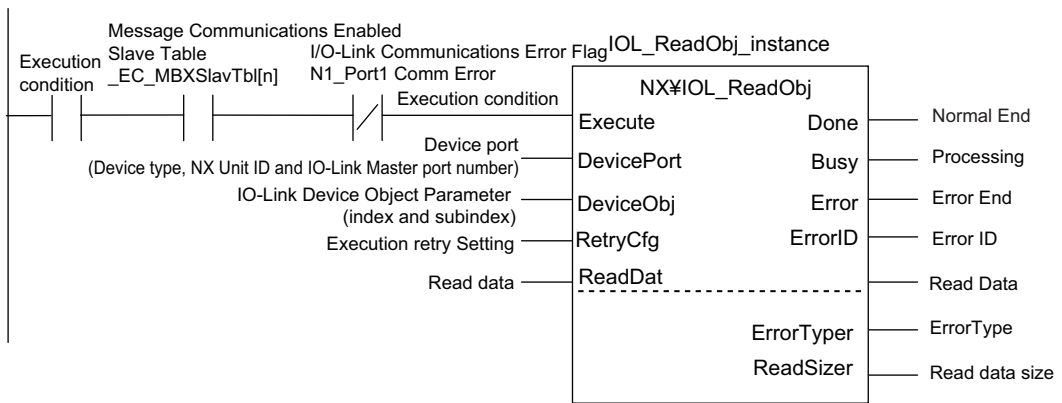 Message Communications Enabled
Slave Table
_EC_MBXSlavTbl[n]
Execution
condition
I/O-Link Communications Error Flag
N1_Port1 Comm Error
IOL_ReadObj_instance
NX¥IOL_ReadObj
Execution condition
Execute
Done
Normal End
Device port
(Device type, NX Unit ID and IO-Link Master port number)
DevicePort
Busy
Processing
IO-Link Device Object Parameter
(index and subindex)
DeviceObj
Error
Error End
Execution retry Setting
RetryCfg
ErrorID
Error ID
Read data
ReadDat
Read Data
ErrorTyper
ErrorType
ReadSizer
Read data size